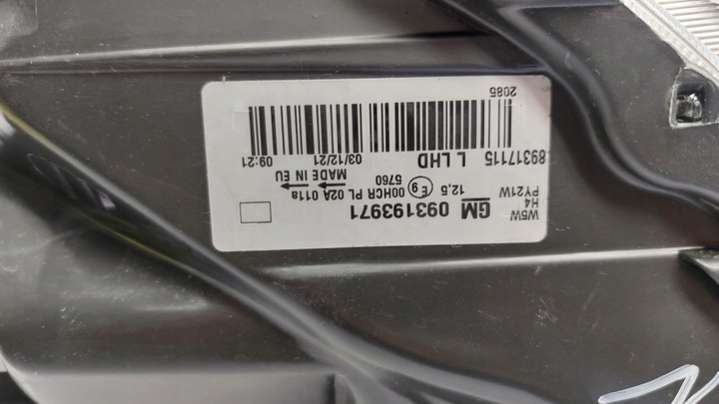 W5W
H4
PY21W
GM 093193971
12,5 E9 00HCR PL 02A 011a
5760 MADE IN EU
89317115 L LHD 03/12/21 09:21
2085